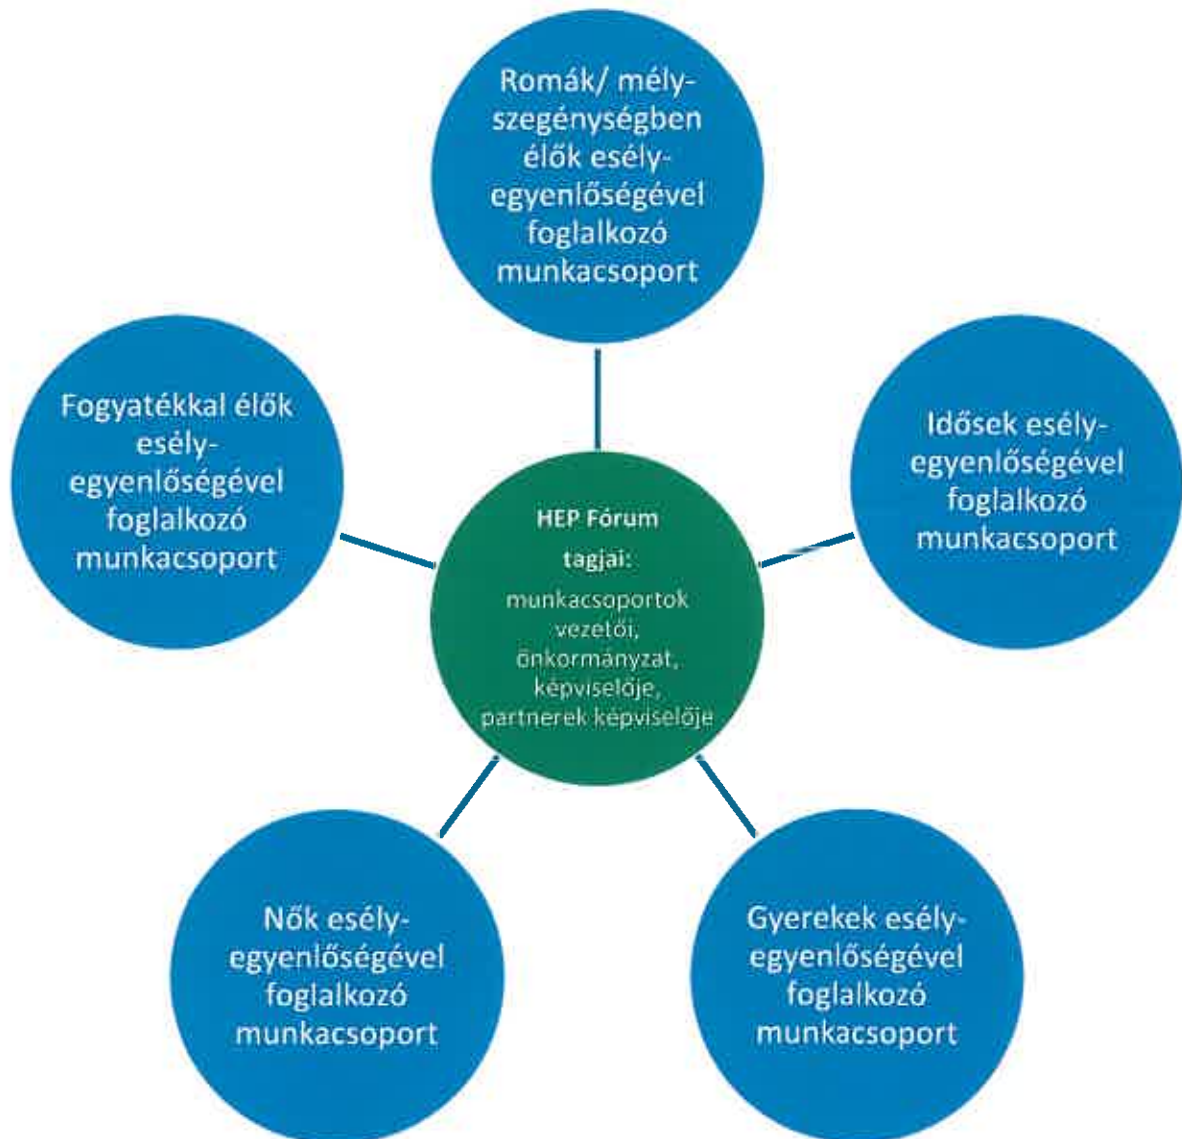 Romák/ mély-
szegénységben
élők esély-
egyenlőségével
foglalkozó
munkacsoport
Fogyatékkal élők
esély-
egyenlőségével
foglalkozó
munkacsoport
Idősek esély-
egyenlőségével
foglalkozó
munkacsoport
HEP Fórum
tagjai:
munkacsoportok
vezetői,
önkormányzat,
képviselője,
partnerek képviselője
Nők esély-
egyenlőségével
foglalkozó
munkacsoport
Gyerekek esély-
egyenlőségével
foglalkozó
munkacsoport